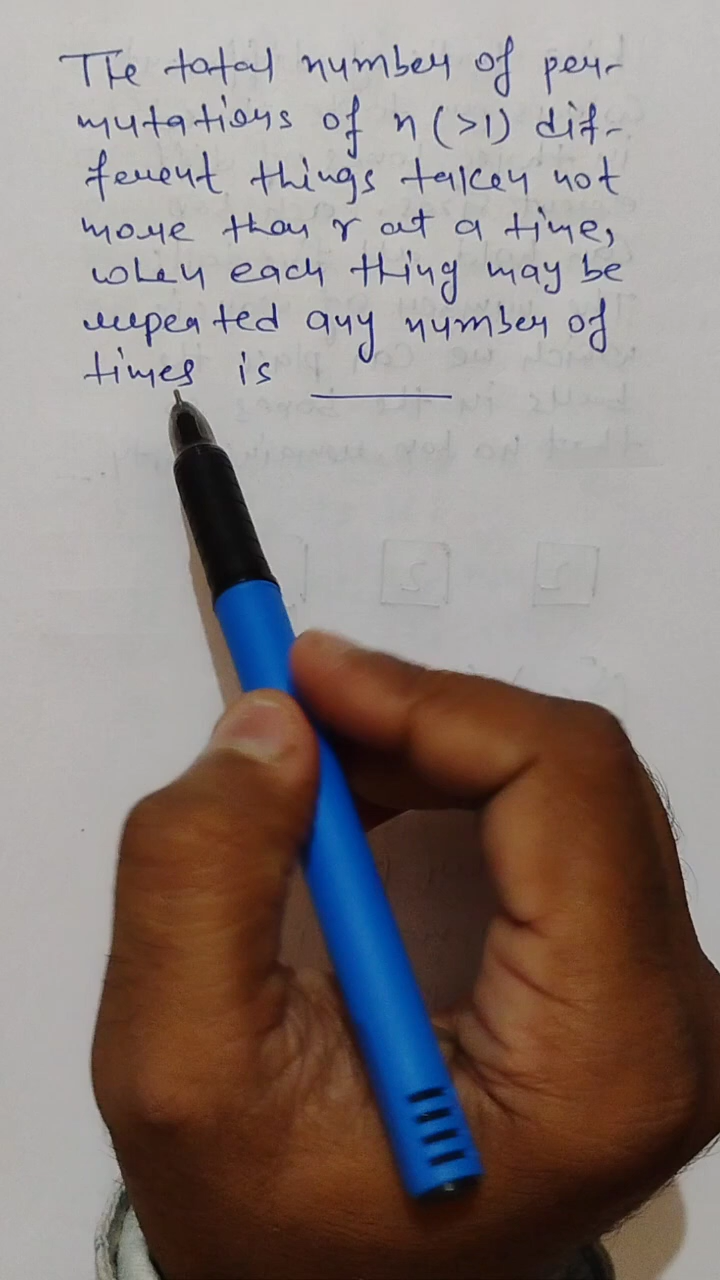 The total number of per-
mutations of n (>1) dif-
ferent things taken not
more than r at a time,
when each thing may be
repeated any number of
times is ______